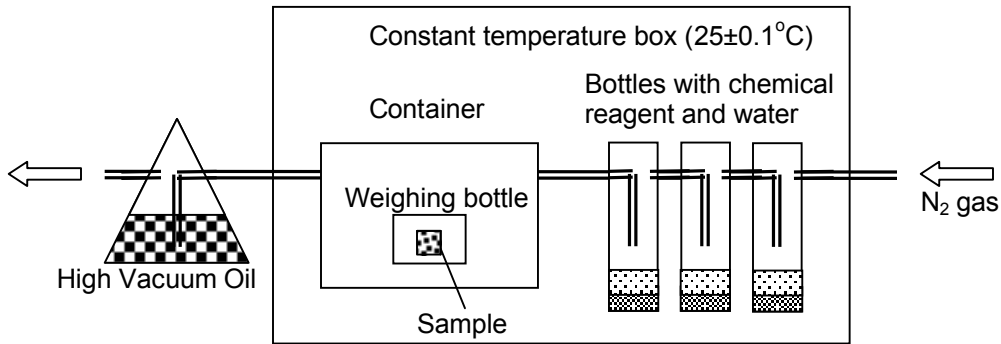 Constant temperature box (25±0.1°C)
Bottles with chemical
reagent and water
Container
Weighing bottle
N₂ gas
High Vacuum Oil
Sample